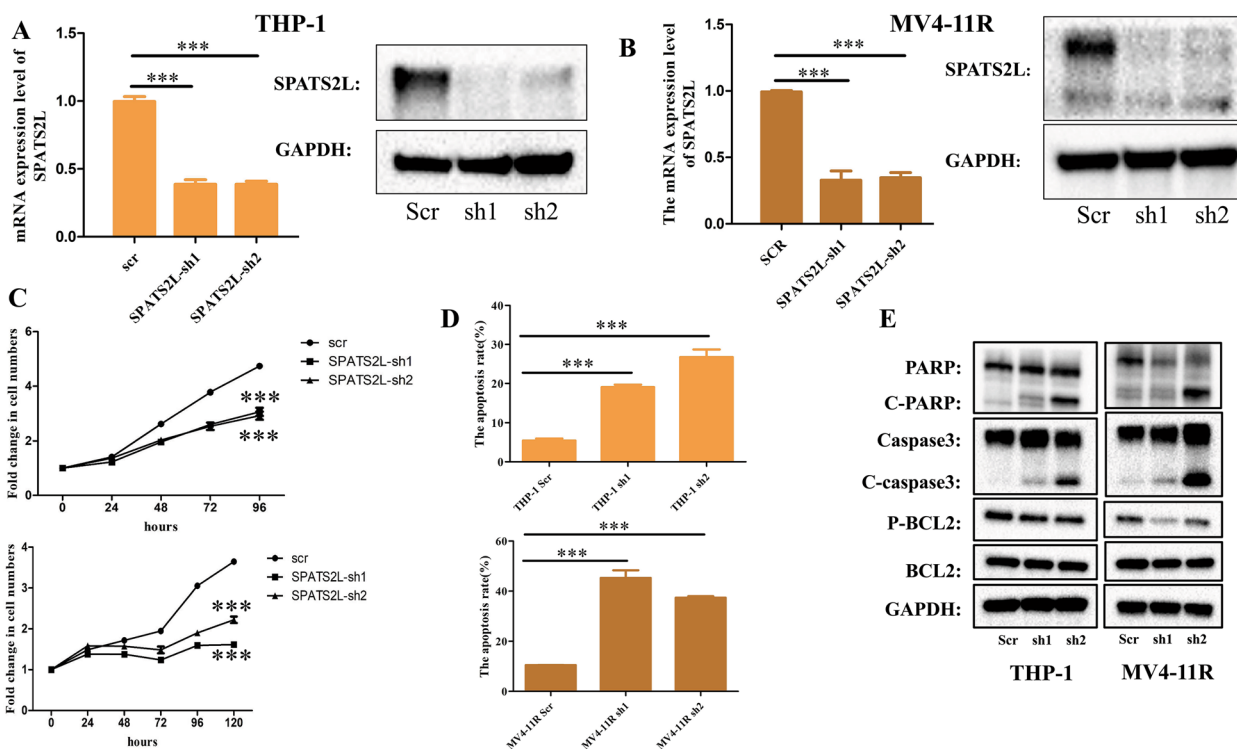 A
THP-1
mRNA expression level of
SPATS2L
1.5
1.0
0.5
0.0
***
***
scr
SPATS2L-sh1
SPATS2L-sh2
SPATS2L:
GAPDH:
Scr sh1 sh2
B
MV4-11R
The mRNA expression level
of SPATS2L
1.5
1.0
0.5
0.0
***
***
SCR
SPATS2L-sh1
SPATS2L-sh2
SPATS2L:
GAPDH:
Scr sh1 sh2
C
Fold change in cell numbers
6
4
2
0
scr
SPATS2L-sh1
SPATS2L-sh2
***
***
0 24 48 72 96
hours
Fold change in cell numbers
4
3
2
1
0
scr
SPATS2L-sh1
SPATS2L-sh2
***
***
0 24 48 72 96 120
hours
D
The apoptosis rate(%)
40
30
20
10
0
***
***
THP-1 Scr
THP-1 sh1
THP-1 sh2
The apoptosis rate(%)
60
40
20
0
***
***
MV4-11R Scr
MV4-11R sh1
MV4-11R sh2
E
PARP:
C-PARP:
Caspase3:
C-caspase3:
P-BCL2:
BCL2:
GAPDH:
Scr sh1 sh2
THP-1
Scr sh1 sh2
MV4-11R